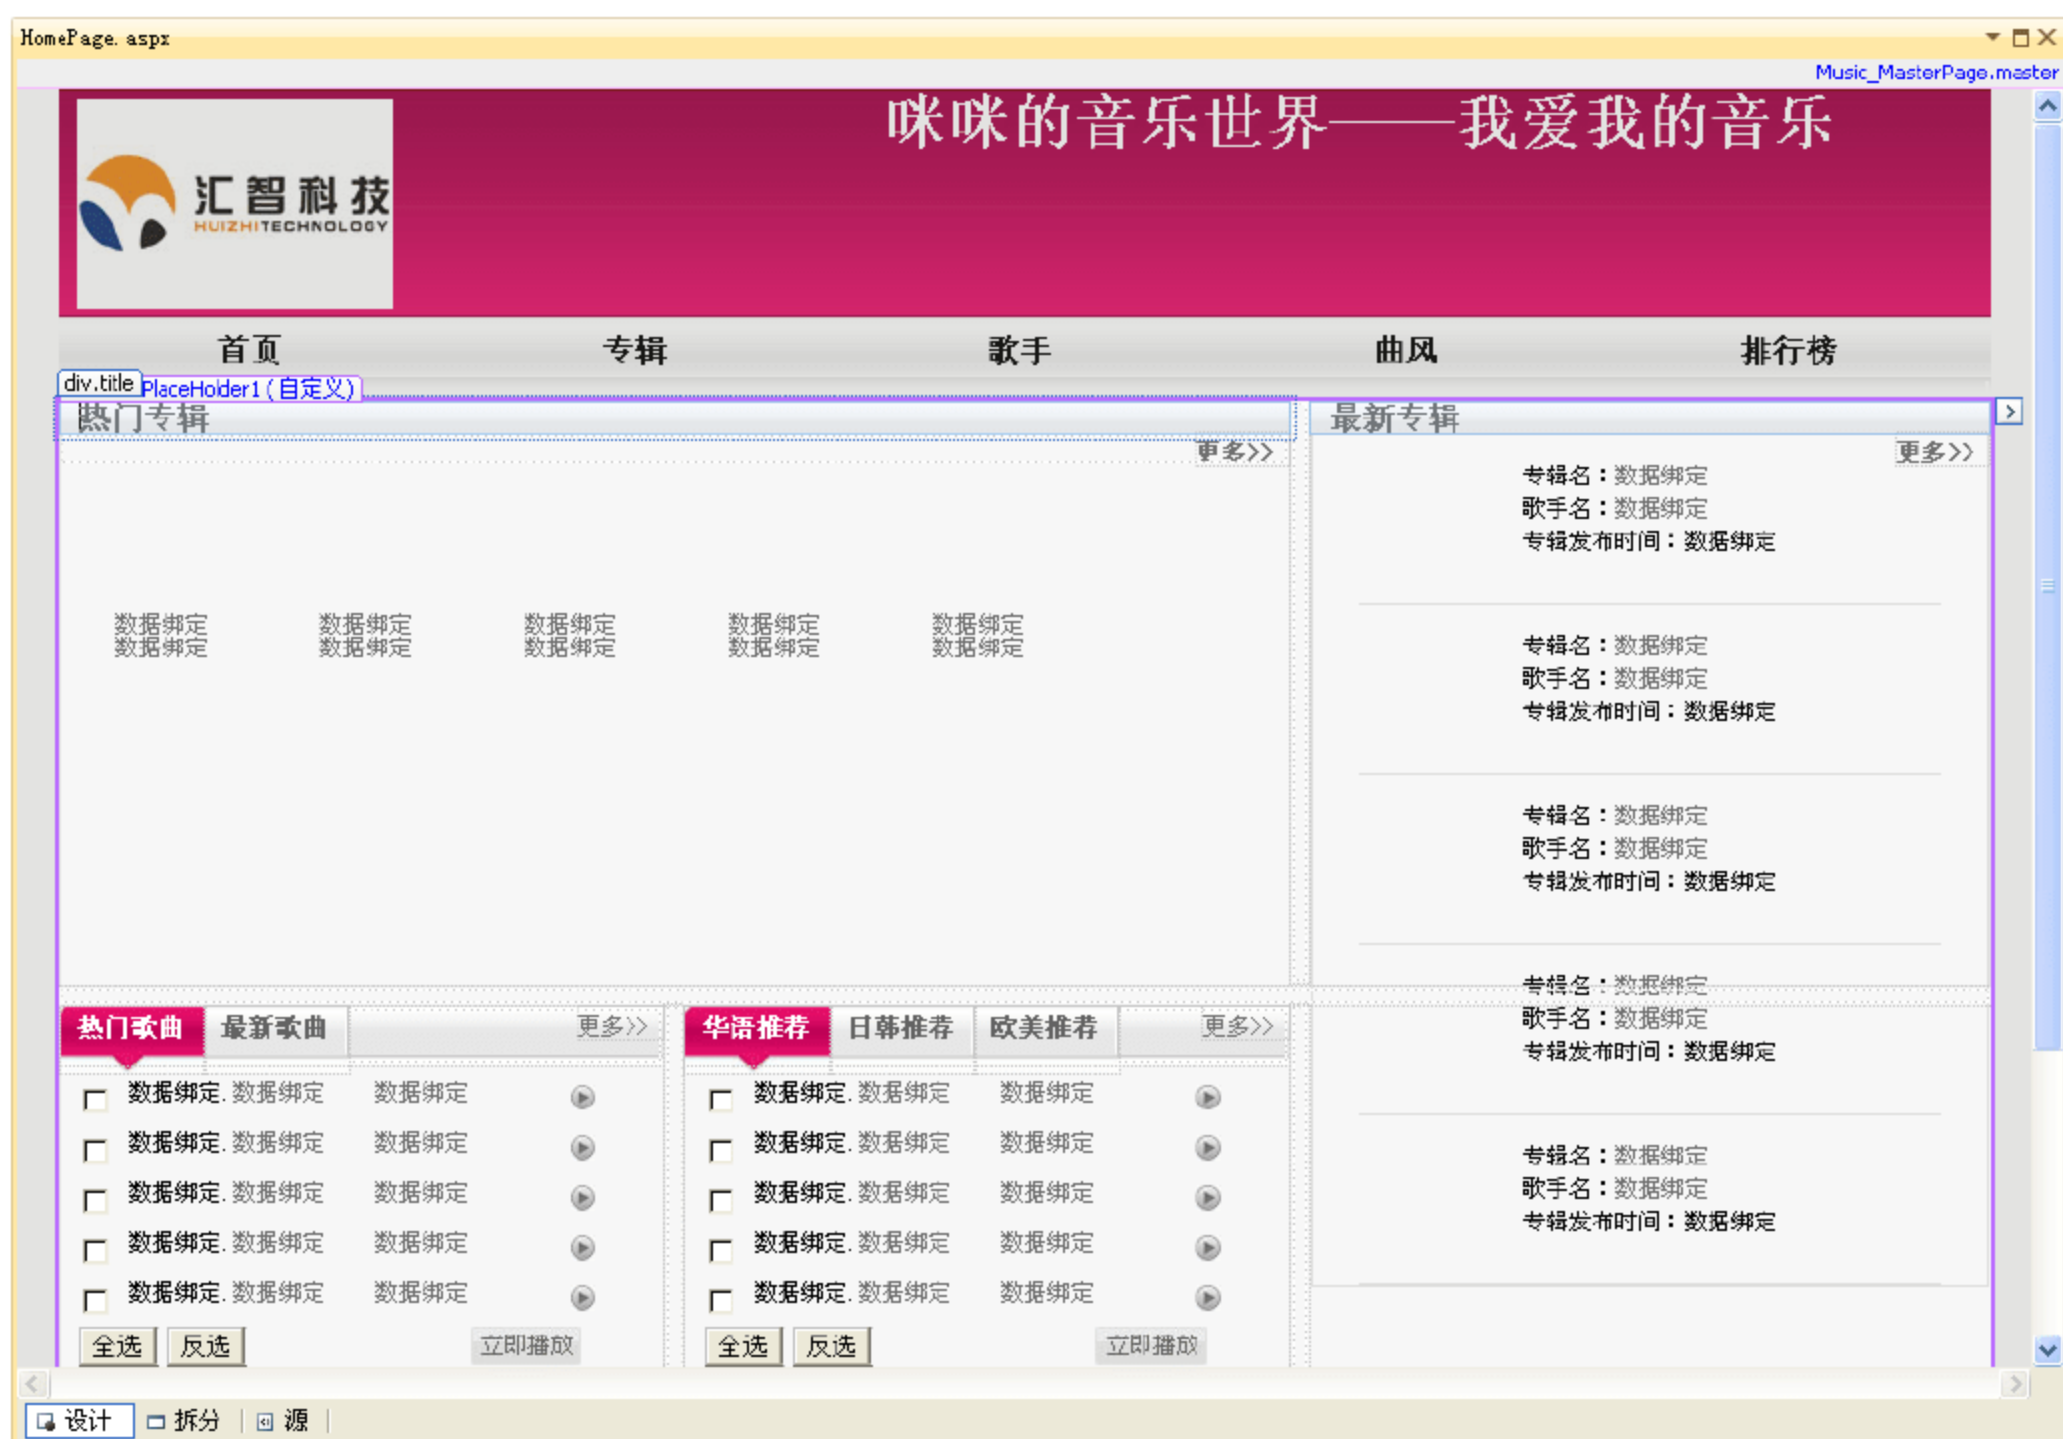 HomePage.aspx
Music_MasterPage.master
咪咪的音乐世界——我爱我的音乐
汇智科技
HUIZHITECHNOLOGY
首页 专辑 歌手 曲风 排行榜
div.title PlaceHolder1 (自定义)
热门专辑
更多>>
数据绑定 数据绑定 数据绑定 数据绑定 数据绑定
数据绑定 数据绑定 数据绑定 数据绑定 数据绑定
最新专辑
更多>>
专辑名：数据绑定
歌手名：数据绑定
专辑发布时间：数据绑定
专辑名：数据绑定
歌手名：数据绑定
专辑发布时间：数据绑定
专辑名：数据绑定
歌手名：数据绑定
专辑发布时间：数据绑定
专辑名：数据绑定
歌手名：数据绑定
专辑发布时间：数据绑定
专辑名：数据绑定
歌手名：数据绑定
专辑发布时间：数据绑定
热门歌曲 最新歌曲 更多>>
数据绑定. 数据绑定 数据绑定
数据绑定. 数据绑定 数据绑定
数据绑定. 数据绑定 数据绑定
数据绑定. 数据绑定 数据绑定
数据绑定. 数据绑定 数据绑定
全选 反选 立即播放
华语推荐 日韩推荐 欧美推荐 更多>>
数据绑定. 数据绑定 数据绑定
数据绑定. 数据绑定 数据绑定
数据绑定. 数据绑定 数据绑定
数据绑定. 数据绑定 数据绑定
数据绑定. 数据绑定 数据绑定
全选 反选 立即播放
设计 拆分 源